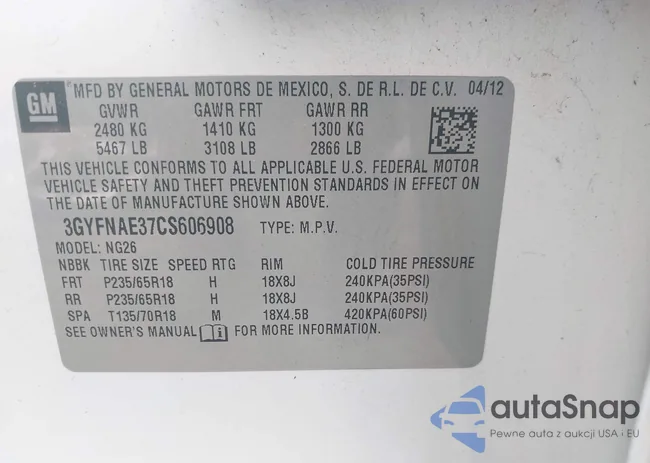 GM
MFD BY GENERAL MOTORS DE MEXICO, S. DE R.L. DE C.V. 04/12
GVWR GAWR FRT GAWR RR
2480 KG 1410 KG 1300 KG
5467 LB 3108 LB 2866 LB
THIS VEHICLE CONFORMS TO ALL APPLICABLE U.S. FEDERAL MOTOR
VEHICLE SAFETY AND THEFT PREVENTION STANDARDS IN EFFECT ON
THE DATE OF MANUFACTURE SHOWN ABOVE.
3GYFNAE37CS606908 TYPE: M.P.V.
MODEL: NG26
NBBK TIRE SIZE SPEED RTG RIM COLD TIRE PRESSURE
FRT P235/65R18 H 18X8J 240KPA(35PSI)
RR P235/65R18 H 18X8J 240KPA(35PSI)
SPA T135/70R18 M 18X4.5B 420KPA(60PSI)
SEE OWNER'S MANUAL FOR MORE INFORMATION.
autaSnap
Pewne auta z aukcji USA i EU